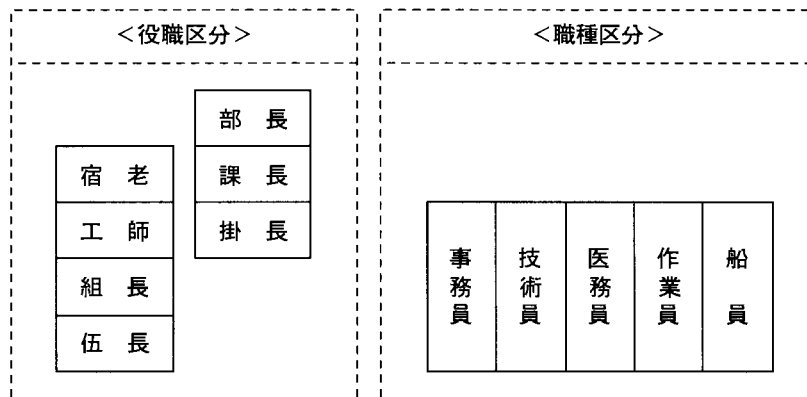 <役職区分>
部 長
課 長
掛 長
宿 老
工 師
組 長
伍 長
<職種区分>
事務員
技術員
医務員
作業員
船 員